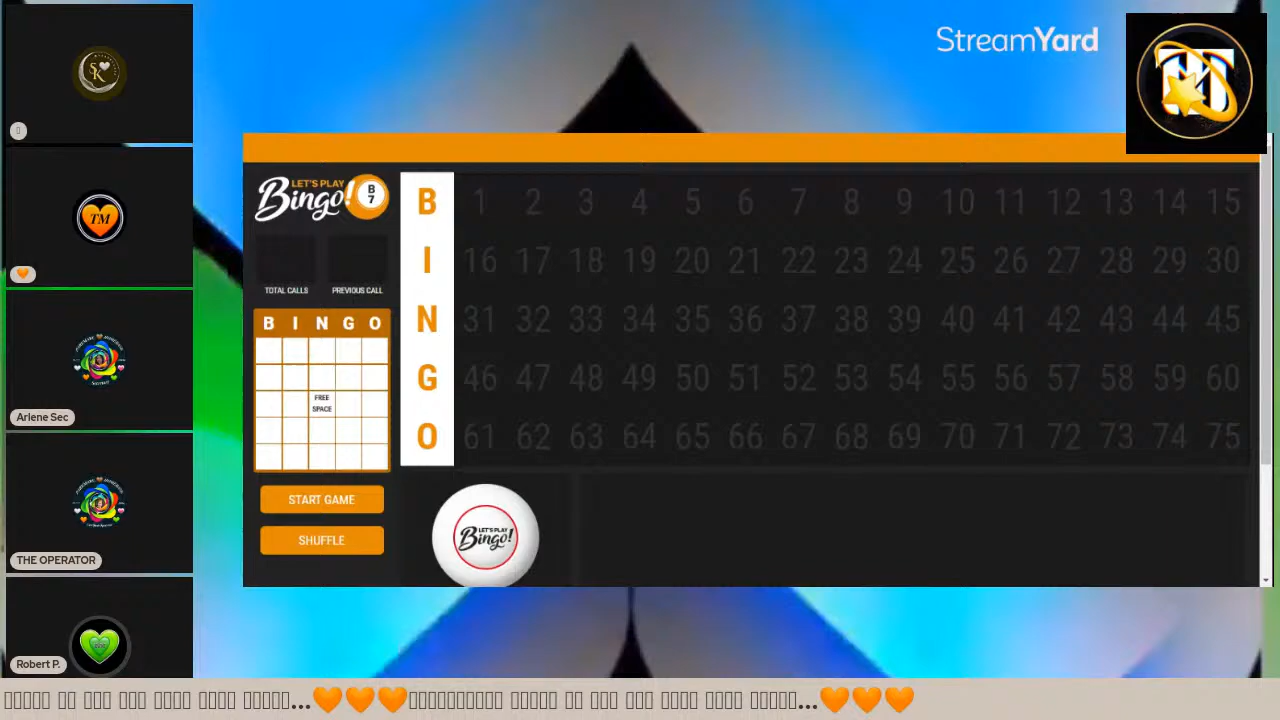 StreamYard
SK
TM
Arlene Sec
THE OPERATOR
Robert P.
LET'S PLAY
Bingo!
B
7
TOTAL CALLS
PREVIOUS CALL
B I N G O
FREE
SPACE
START GAME
SHUFFLE
B 1 2 3 4 5 6 7 8 9 10 11 12 13 14 15
I 16 17 18 19 20 21 22 23 24 25 26 27 28 29 30
N 31 32 33 34 35 36 37 38 39 40 41 42 43 44 45
G 46 47 48 49 50 51 52 53 54 55 56 57 58 59 60
O 61 62 63 64 65 66 67 68 69 70 71 72 73 74 75
LET'S PLAY
Bingo!